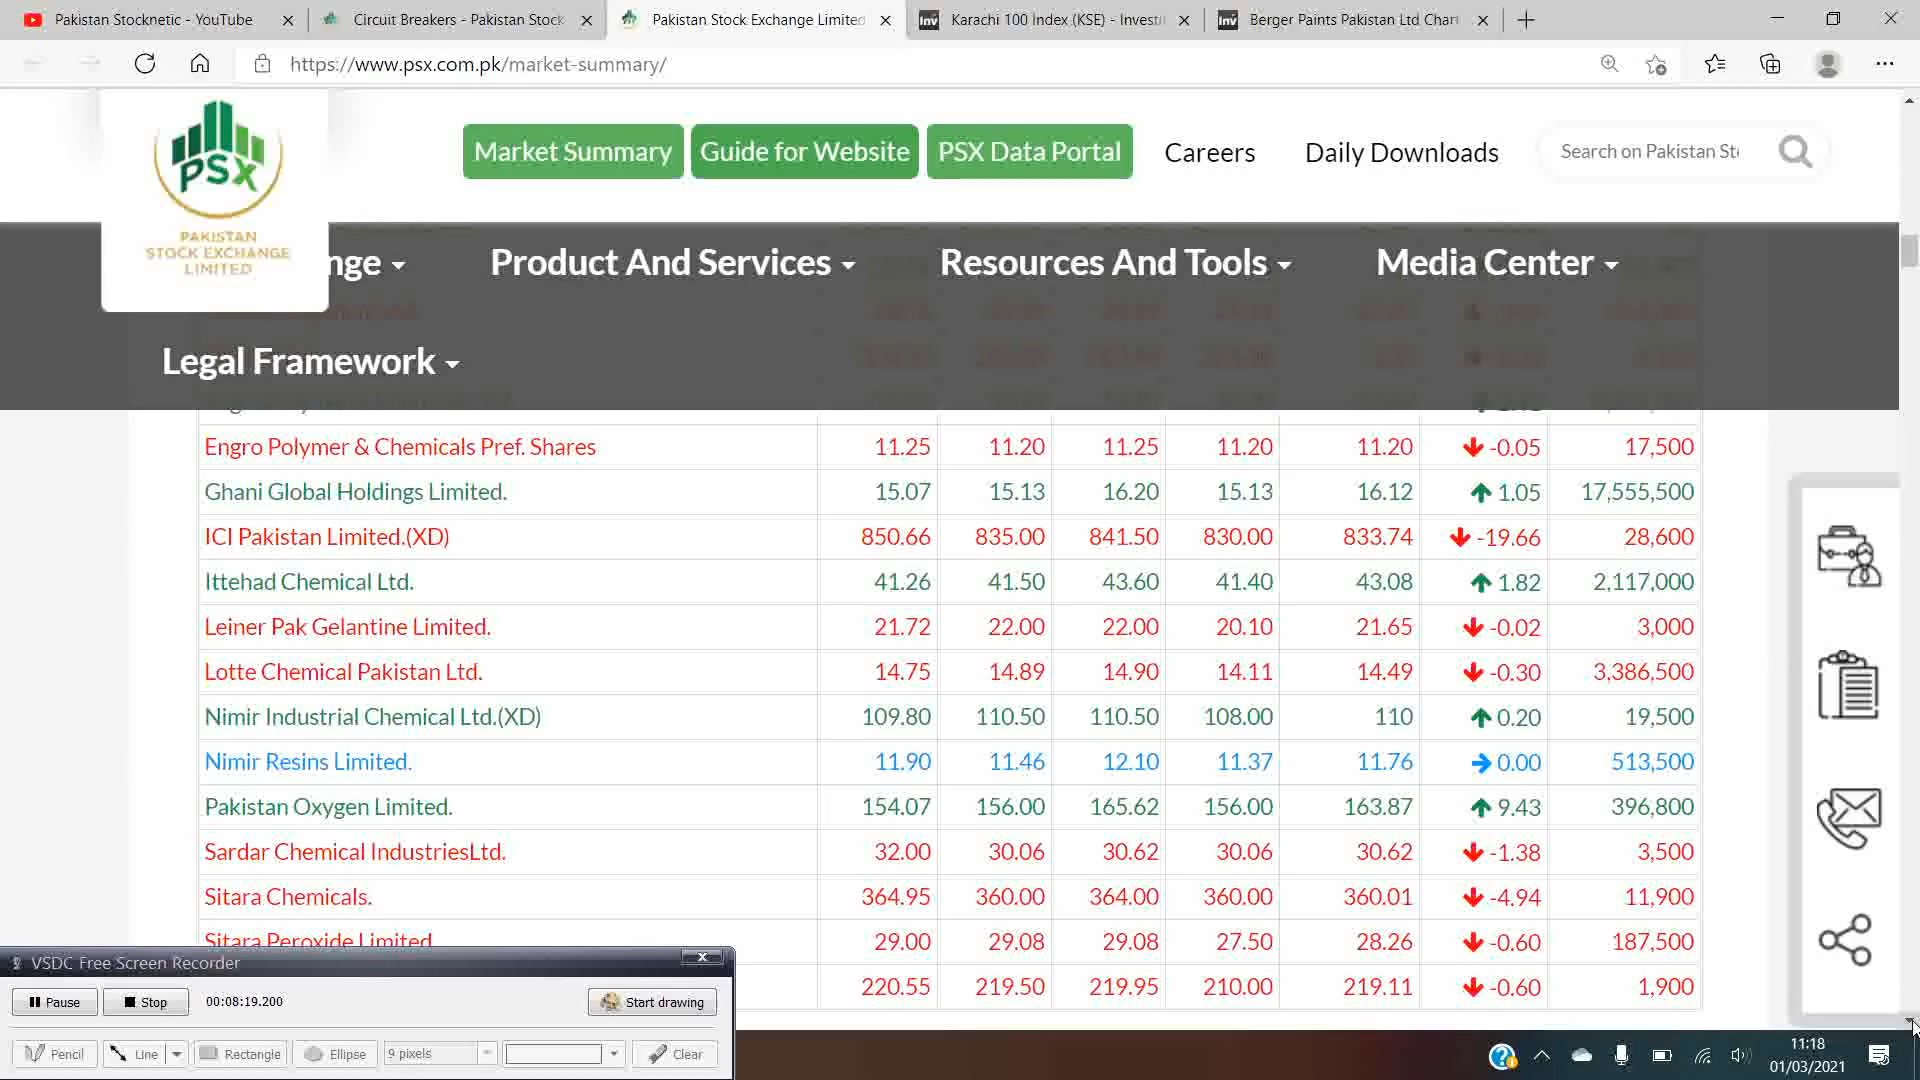 Pakistan Stocknetic - YouTube
Circuit Breakers - Pakistan Stock
Pakistan Stock Exchange Limited
Karachi 100 Index (KSE) - Investi
Berger Paints Pakistan Ltd Chart
https://www.psx.com.pk/market-summary/
PSX
PAKISTAN
STOCK EXCHANGE
LIMITED
Market Summary
Guide for Website
PSX Data Portal
Careers
Daily Downloads
Search on Pakistan Sto
nge
Product And Services
Resources And Tools
Media Center
Legal Framework
Engro Polymer & Chemicals Pref. Shares 11.25 11.20 11.25 11.20 11.20 -0.05 17,500
Ghani Global Holdings Limited. 15.07 15.13 16.20 15.13 16.12 1.05 17,555,500
ICI Pakistan Limited.(XD) 850.66 835.00 841.50 830.00 833.74 -19.66 28,600
Ittehad Chemical Ltd. 41.26 41.50 43.60 41.40 43.08 1.82 2,117,000
Leiner Pak Gelantine Limited. 21.72 22.00 22.00 20.10 21.65 -0.02 3,000
Lotte Chemical Pakistan Ltd. 14.75 14.89 14.90 14.11 14.49 -0.30 3,386,500
Nimir Industrial Chemical Ltd.(XD) 109.80 110.50 110.50 108.00 110 0.20 19,500
Nimir Resins Limited. 11.90 11.46 12.10 11.37 11.76 0.00 513,500
Pakistan Oxygen Limited. 154.07 156.00 165.62 156.00 163.87 9.43 396,800
Sardar Chemical IndustriesLtd. 32.00 30.06 30.62 30.06 30.62 -1.38 3,500
Sitara Chemicals. 364.95 360.00 364.00 360.00 360.01 -4.94 11,900
Sitara Peroxide Limited 29.00 29.08 29.08 27.50 28.26 -0.60 187,500
220.55 219.50 219.95 210.00 219.11 -0.60 1,900
VSDC Free Screen Recorder
Pause
Stop
00:08:19.200
Start drawing
Pencil
Line
Rectangle
Ellipse
9 pixels
Clear
11:18
01/03/2021